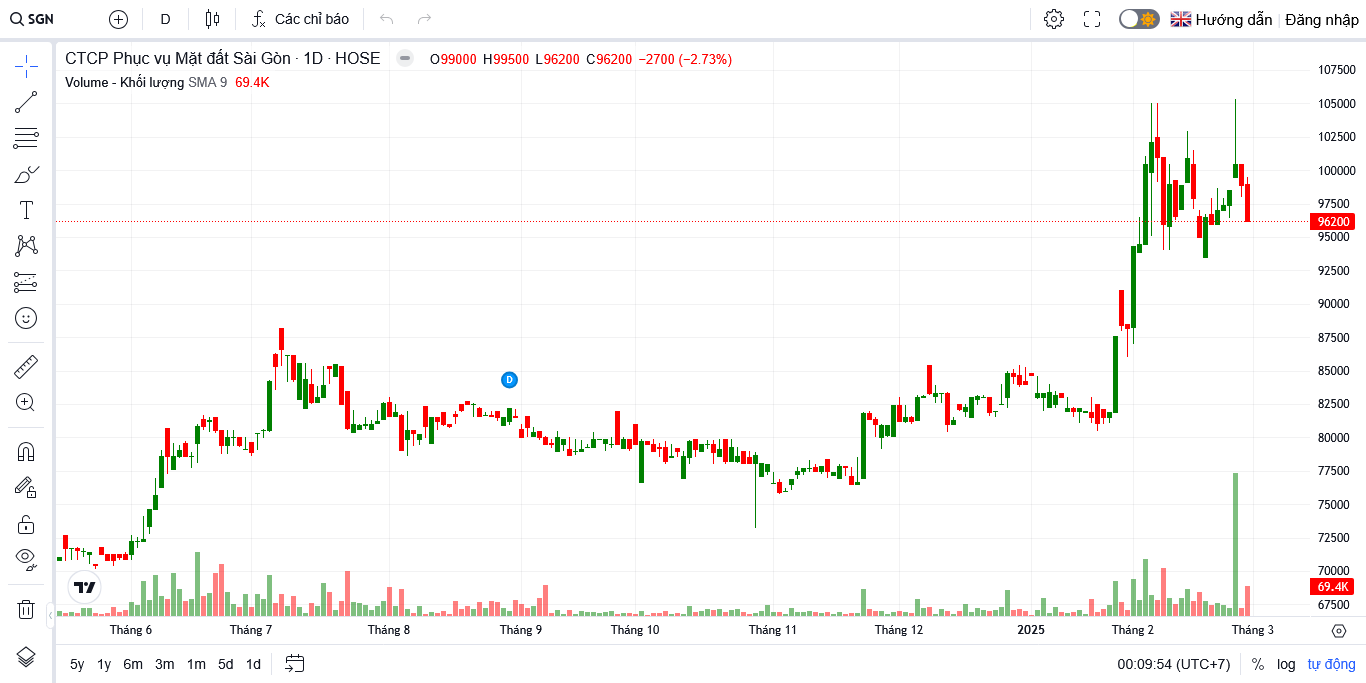 SGN D Các chỉ báo Hướng dẫn Đăng nhập
CTCP Phục vụ Mặt đất Sài Gòn · 1D · HOSE O99000 H99500 L96200 C96200 −2700 (−2.73%)
Volume - Khối lượng SMA 9 69.4K
107500
105000
102500
100000
97500
96200
95000
92500
90000
87500
85000
D
82500
80000
77500
75000
72500
70000
69.4K
67500
Tháng 6 Tháng 7 Tháng 8 Tháng 9 Tháng 10 Tháng 11 Tháng 12 2025 Tháng 2 Tháng 3
5y 1y 6m 3m 1m 5d 1d 00:09:54 (UTC+7) % log tự động